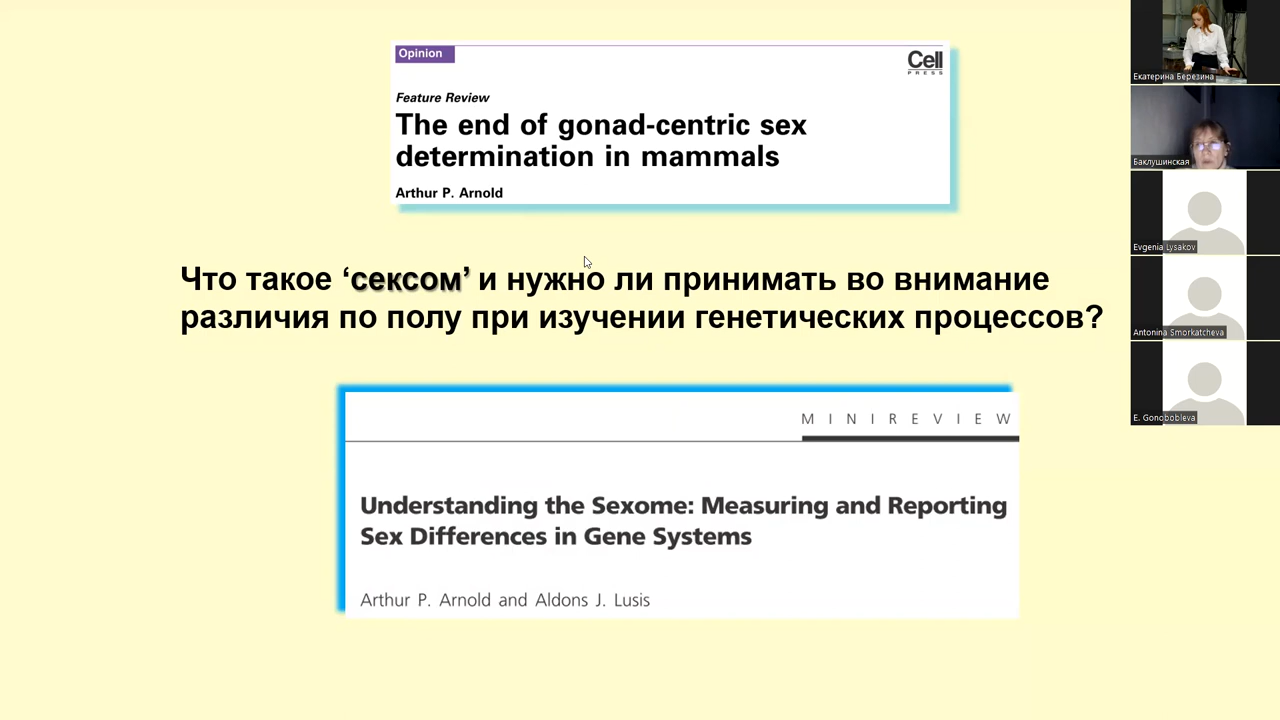 Opinion
Cell
PRESS
Feature Review
The end of gonad-centric sex
determination in mammals
Arthur P. Arnold
Что такое ‘сексом’ и нужно ли принимать во внимание
различия по полу при изучении генетических процессов?
MINIREVIEW
Understanding the Sexome: Measuring and Reporting
Sex Differences in Gene Systems
Arthur P. Arnold and Aldons J. Lusis
Екатерина Березина
Баклушинская
Evgenia Lysakov
Antonina Smorkatcheva
E. Gonobobleva